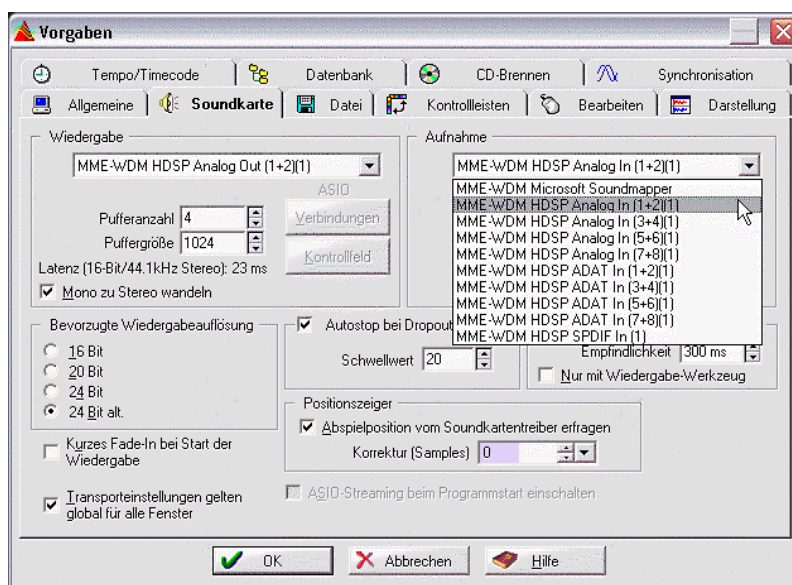 Vorgaben
Tempo/Timecode
Datenbank
CD-Brennen
Synchronisation
Allgemeine
Soundkarte
Datei
Kontrollleisten
Bearbeiten
Darstellung
Wiedergabe
MME-WDM HDSP Analog Out (1+2)(1)
ASIO
Pufferanzahl 4
Verbindungen
Puffergröße 1024
Kontrollfeld
Latenz (16-Bit/44.1kHz Stereo): 23 ms
Mono zu Stereo wandeln
Aufnahme
MME-WDM HDSP Analog In (1+2)(1)
MME-WDM Microsoft Soundmapper
MME-WDM HDSP Analog In (1+2)(1)
MME-WDM HDSP Analog In (3+4)(1)
MME-WDM HDSP Analog In (5+6)(1)
MME-WDM HDSP Analog In (7+8)(1)
MME-WDM HDSP ADAT In (1+2)(1)
MME-WDM HDSP ADAT In (3+4)(1)
MME-WDM HDSP ADAT In (5+6)(1)
MME-WDM HDSP ADAT In (7+8)(1)
MME-WDM HDSP SPDIF In (1)
Bevorzugte Wiedergabeauflösung
16 Bit
20 Bit
24 Bit
24 Bit alt.
Autostop bei Dropout
Schwellwert 20
Empfindlichkeit 300 ms
Nur mit Wiedergabe-Werkzeug
Positionszeiger
Abspielposition vom Soundkartentreiber erfragen
Korrektur (Samples) 0
Kurzes Fade-In bei Start der
Wiedergabe
Transporteinstellungen gelten
global für alle Fenster
ASIO-Streaming beim Programmstart einschalten
OK
Abbrechen
Hilfe